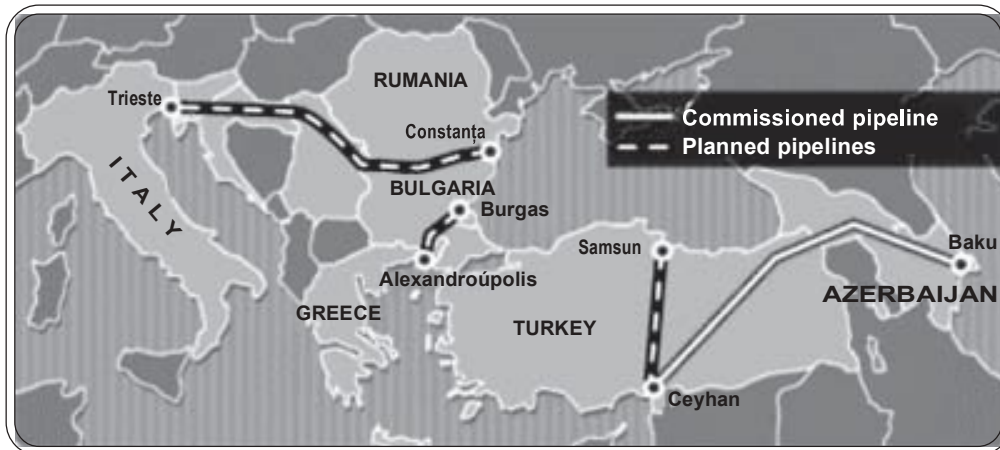 RUMANIA
Trieste
Commissioned pipeline
Planned pipelines
Constanța
ITALY
BULGARIA
Burgas
Samsun
Baku
Alexandroúpolis
AZERBAIJAN
GREECE
TURKEY
Ceyhan